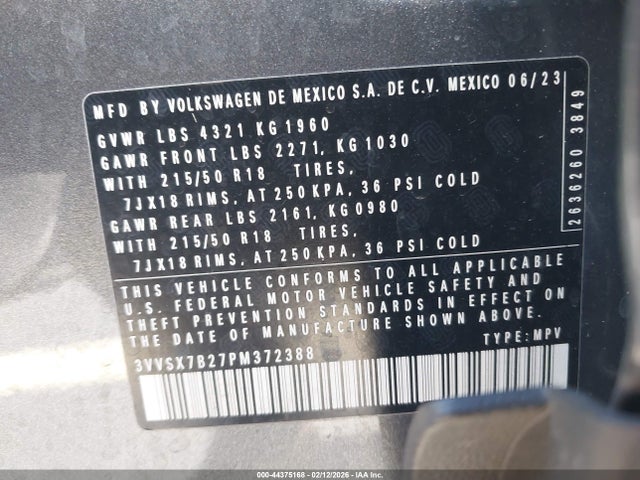 MFD BY VOLKSWAGEN DE MEXICO S.A. DE C.V. MEXICO 06/23
GVWR LBS 4321 KG 1960
GAWR FRONT LBS 2271, KG 1030
WITH 215/50 R18 TIRES,
7JX18 RIMS, AT 250 KPA, 36 PSI COLD
GAWR REAR LBS 2161, KG 0980
WITH 215/50 R18 TIRES,
7JX18 RIMS, AT 250 KPA, 36 PSI COLD
THIS VEHICLE CONFORMS TO ALL APPLICABLE
U.S. FEDERAL MOTOR VEHICLE SAFETY AND
THEFT PREVENTION STANDARDS IN EFFECT ON
THE DATE OF MANUFACTURE SHOWN ABOVE.
3VVSX7B27PM372388 TYPE: MPV
2636260 3849
000-44375168 - 02/12/2026 - IAAI.COM